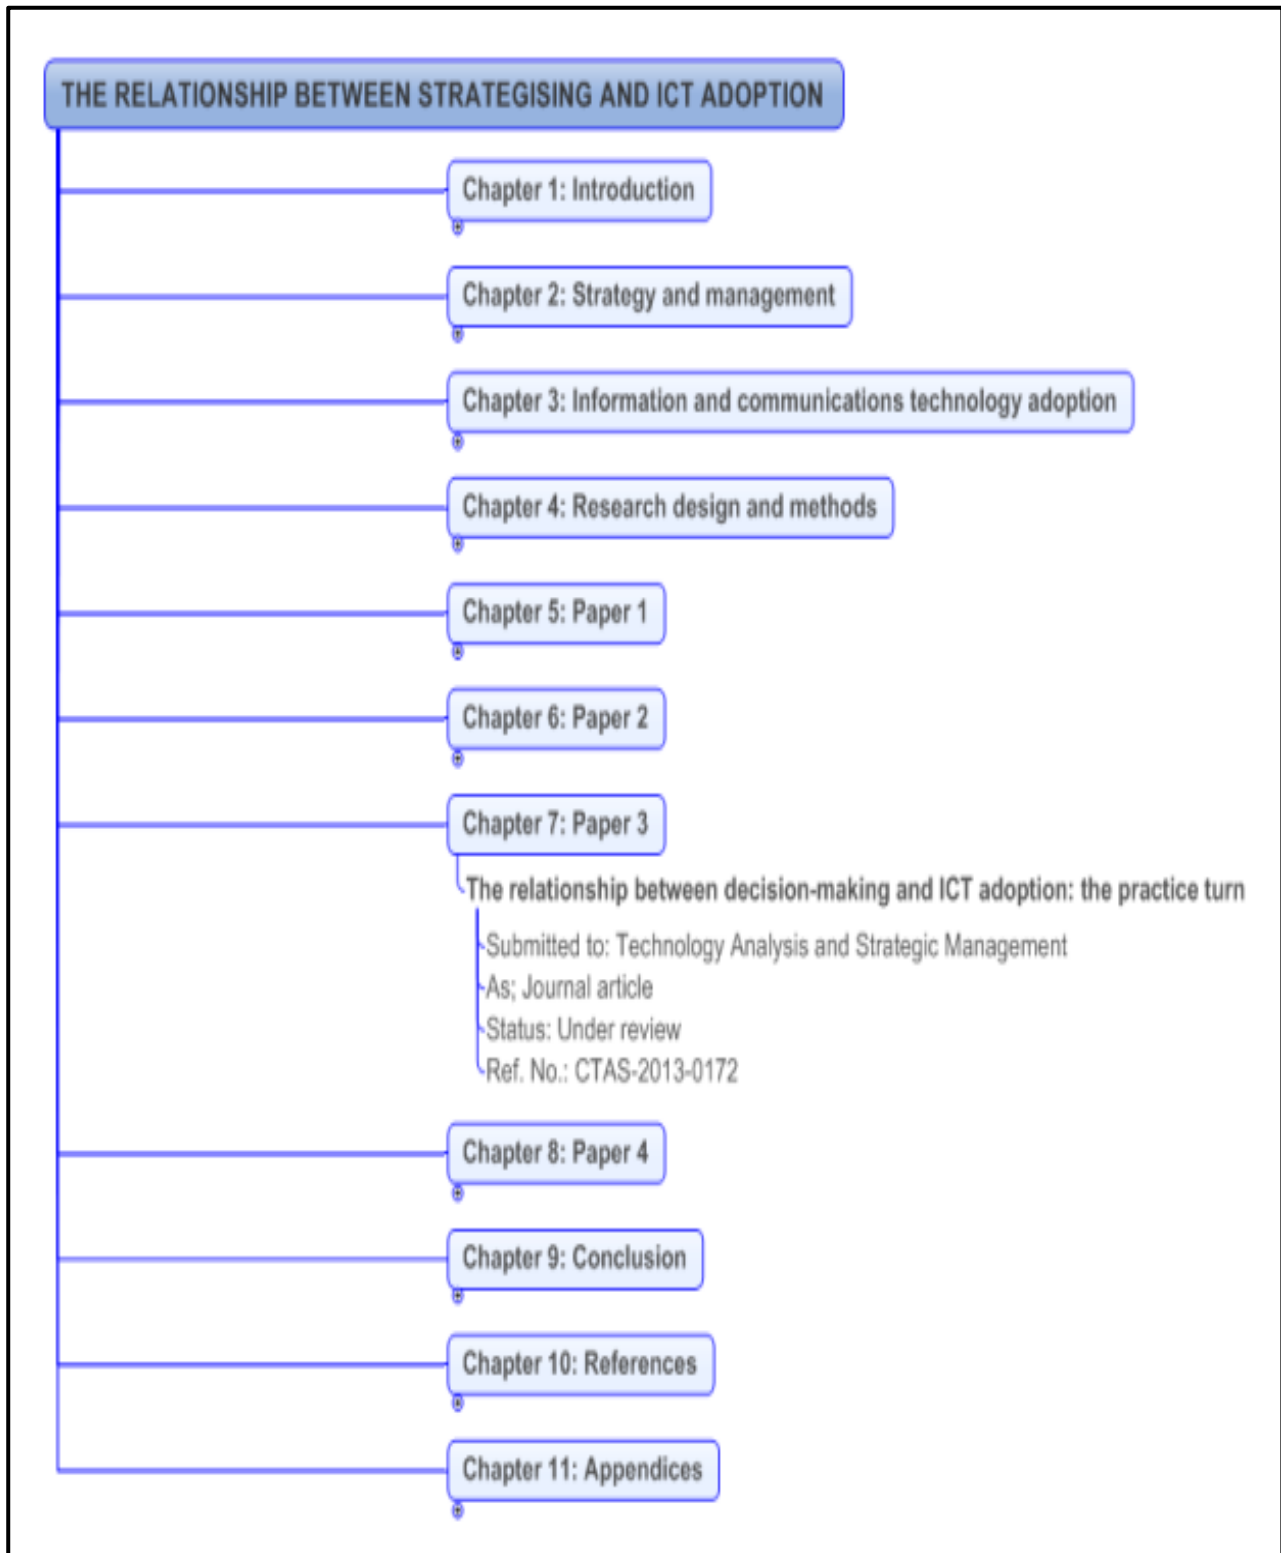 THE RELATIONSHIP BETWEEN STRATEGISING AND ICT ADOPTION
Chapter 1: Introduction
Chapter 2: Strategy and management
Chapter 3: Information and communications technology adoption
Chapter 4: Research design and methods
Chapter 5: Paper 1
Chapter 6: Paper 2
Chapter 7: Paper 3
The relationship between decision-making and ICT adoption: the practice turn
Submitted to: Technology Analysis and Strategic Management
As; Journal article
Status: Under review
Ref. No.: CTAS-2013-0172
Chapter 8: Paper 4
Chapter 9: Conclusion
Chapter 10: References
Chapter 11: Appendices